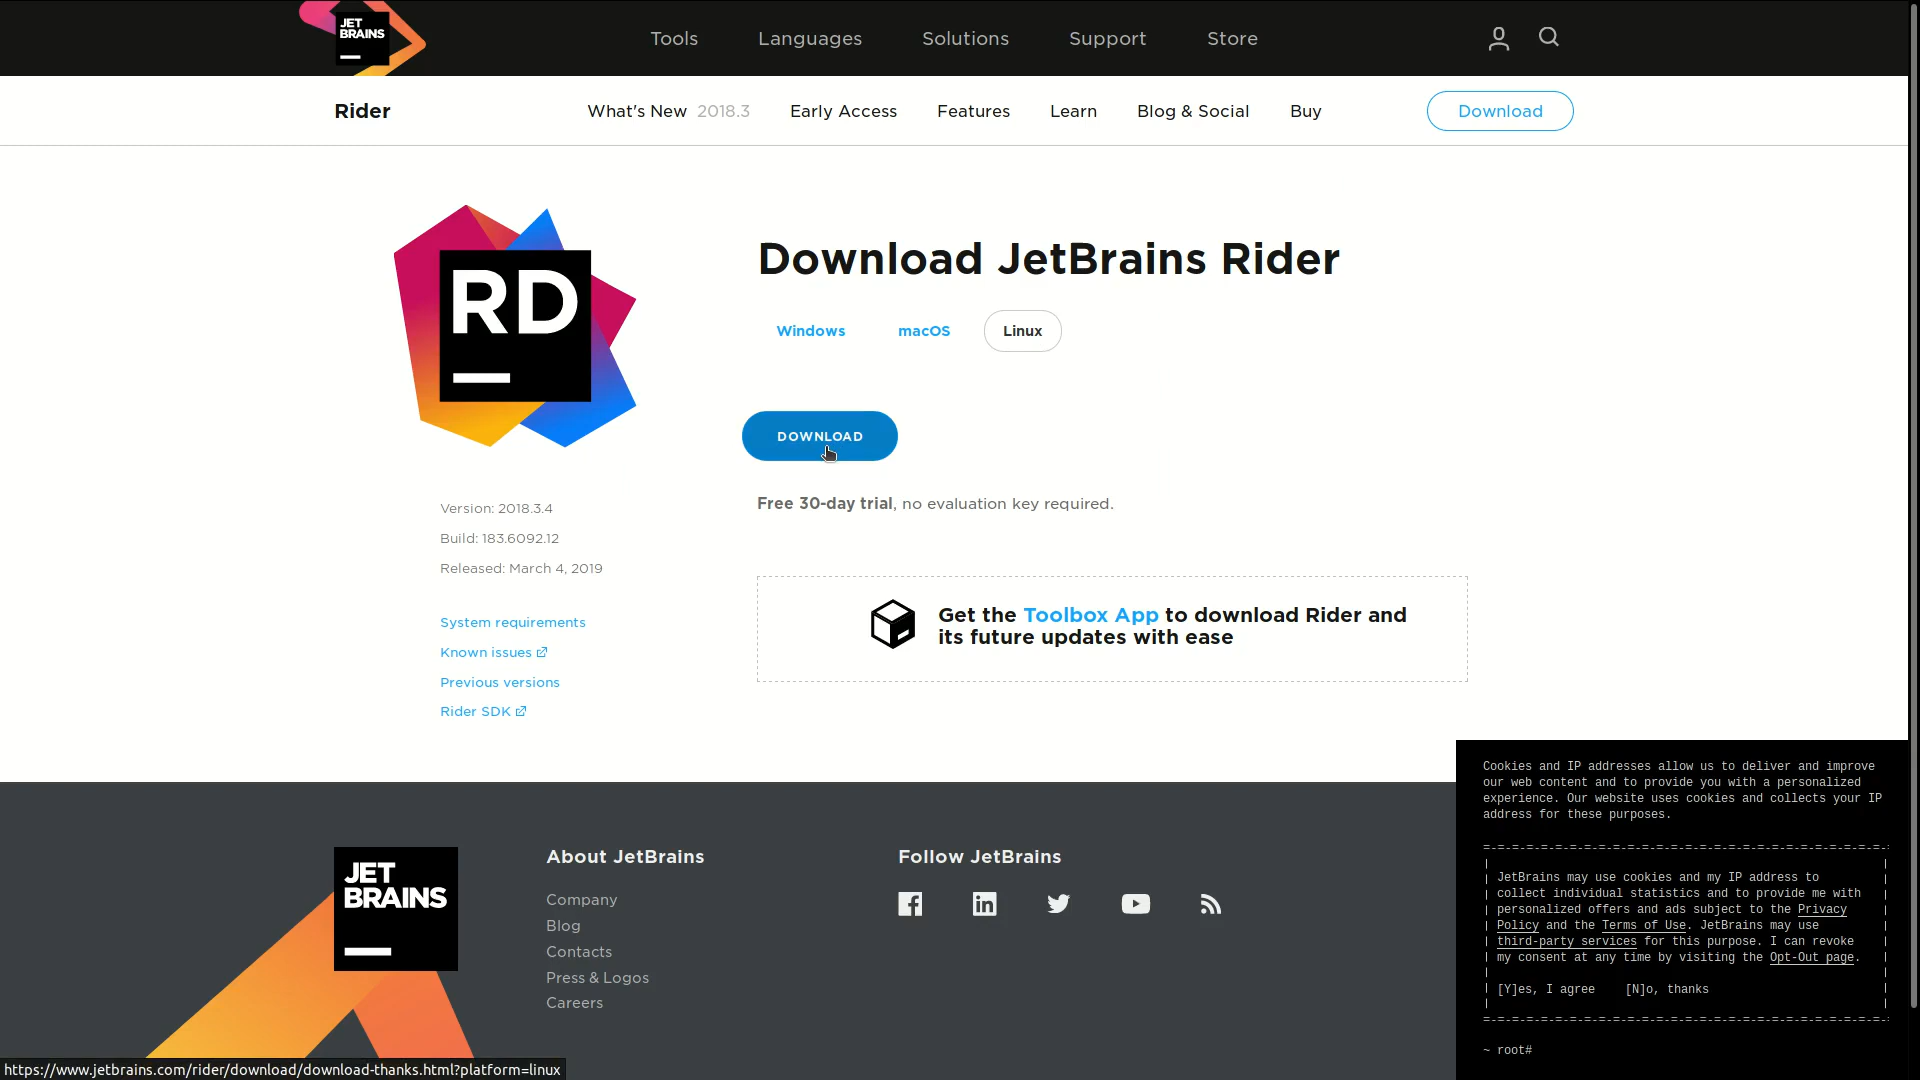 JET
BRAINS
Tools
Languages
Solutions
Support
Store
Rider
What's New 2018.3
Early Access
Features
Learn
Blog & Social
Buy
Download
RD
Download JetBrains Rider
Windows
macOS
Linux
DOWNLOAD
Free 30-day trial, no evaluation key required.
Version: 2018.3.4
Build: 183.6092.12
Released: March 4, 2019
System requirements
Known issues
Previous versions
Rider SDK
Get the Toolbox App to download Rider and
its future updates with ease
JET
BRAINS
About JetBrains
Company
Blog
Contacts
Press & Logos
Careers
Follow JetBrains
Cookies and IP addresses allow us to deliver and improve
our web content and to provide you with a personalized
experience. Our website uses cookies and collects your IP
address for these purposes.
JetBrains may use cookies and my IP address to
collect individual statistics and to provide me with
personalized offers and ads subject to the Privacy
Policy and the Terms of Use. JetBrains may use
third-party services for this purpose. I can revoke
my consent at any time by visiting the Opt-Out page.
[Y]es, I agree [N]o, thanks
~ root#
https://www.jetbrains.com/rider/download/download-thanks.html?platform=linux